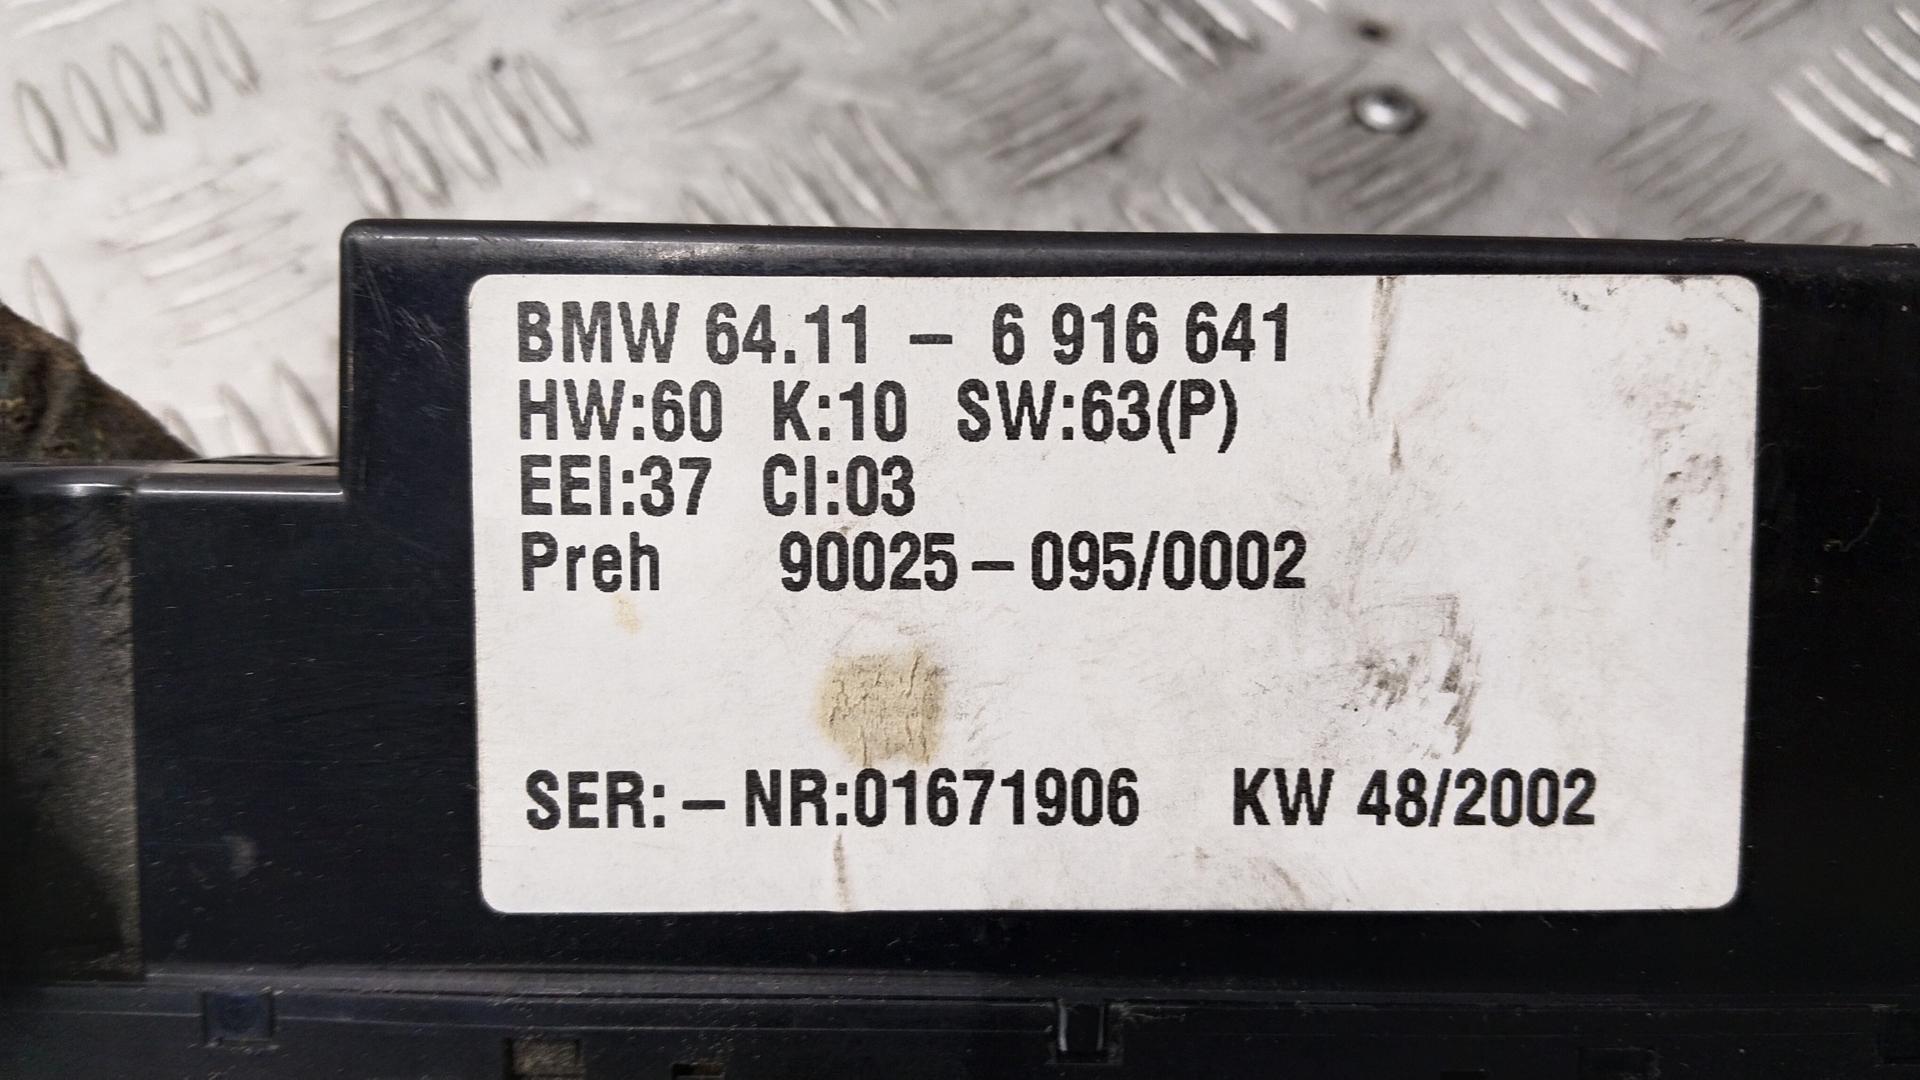 BMW 64.11 – 6 916 641
HW:60 K:10 SW:63(P)
EEI:37 CI:03
Preh 90025–095/0002
SER:–NR:01671906 KW 48/2002